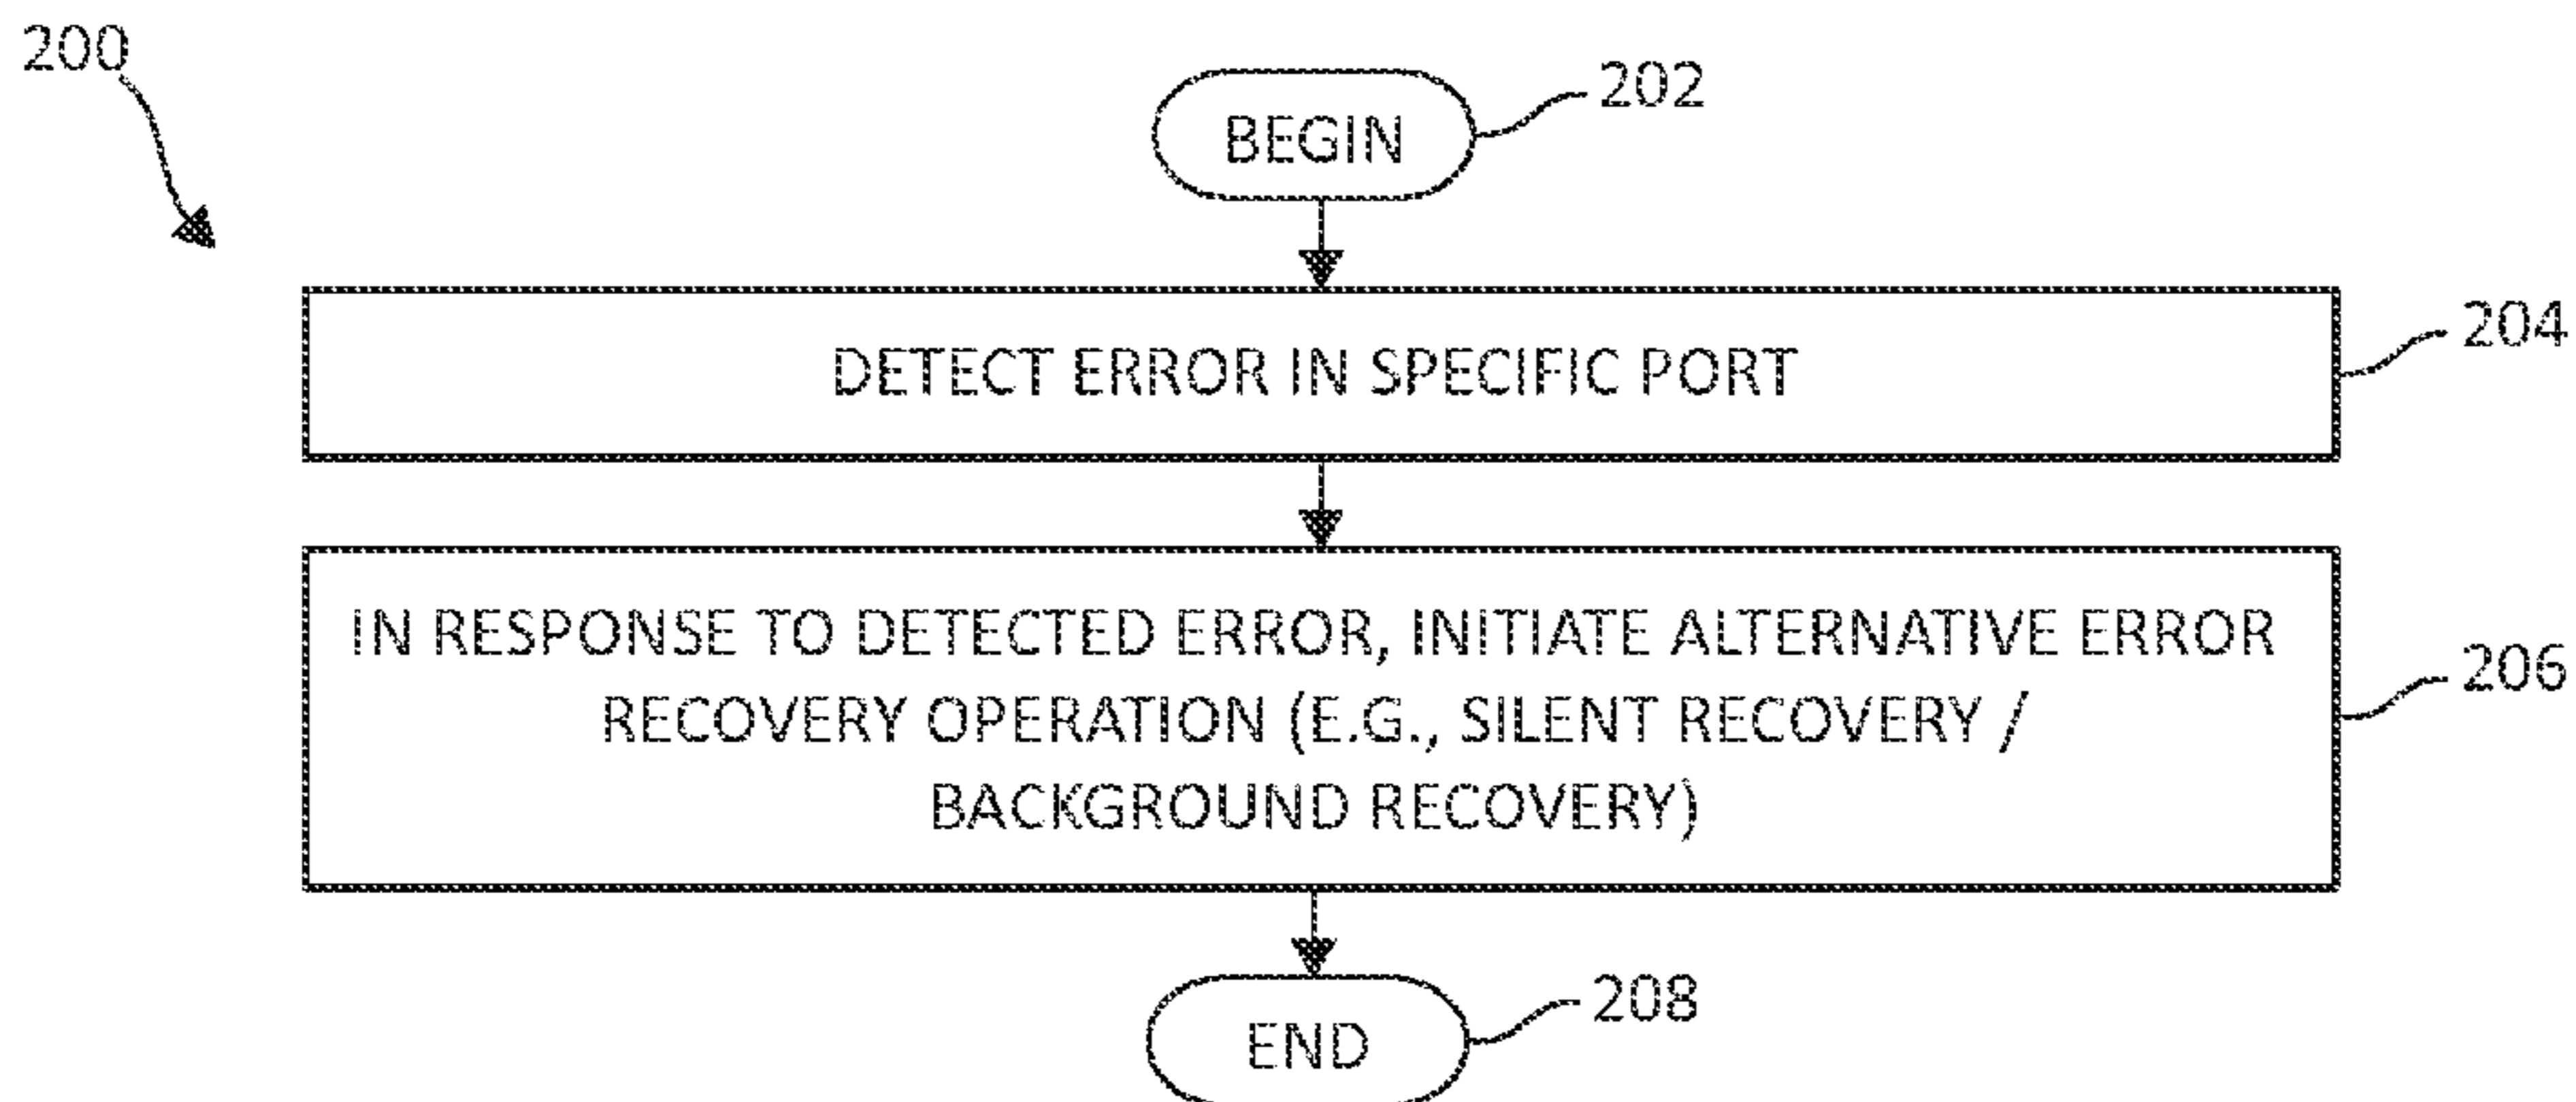 200
BEGIN
202
DETECT ERROR IN SPECIFIC PORT
204
IN RESPONSE TO DETECTED ERROR, INITIATE ALTERNATIVE ERROR
RECOVERY OPERATION (E.G., SILENT RECOVERY /
BACKGROUND RECOVERY)
206
END
208